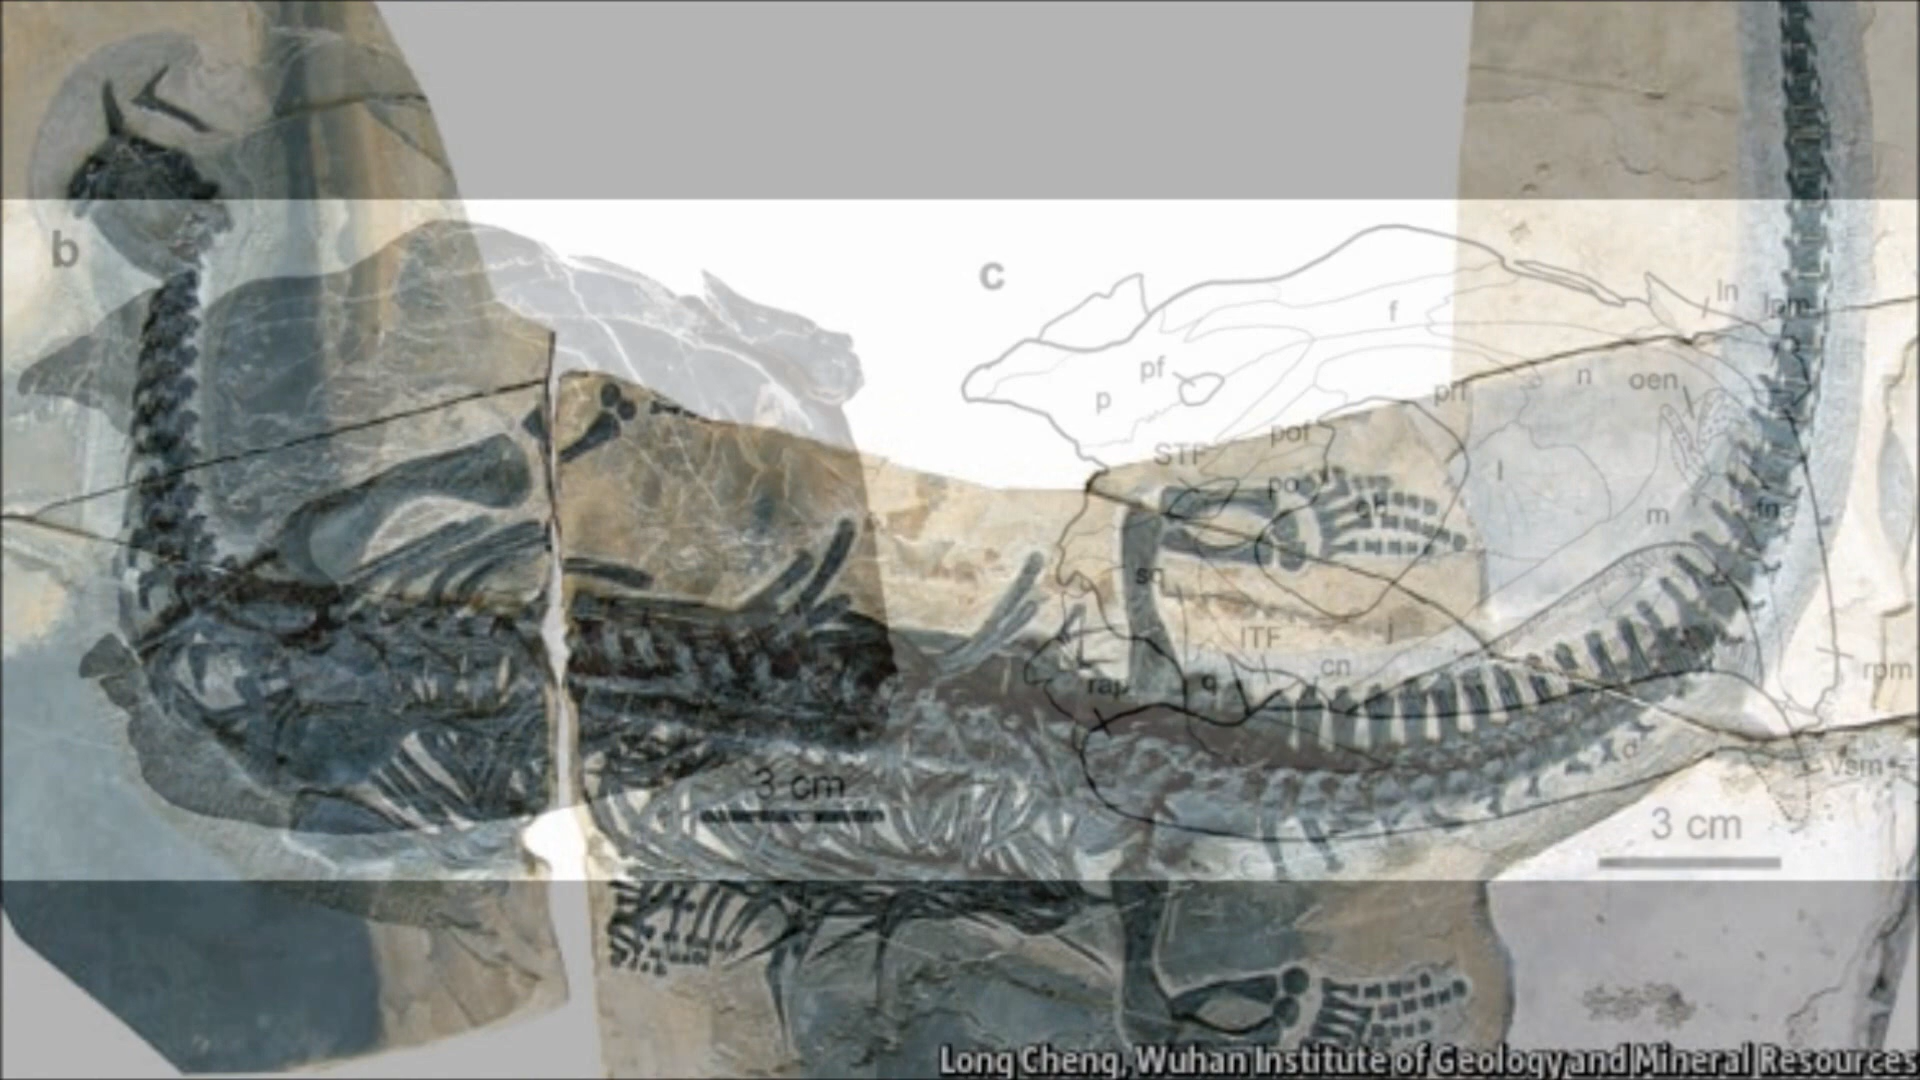 b
c
ln
lpm
f
pf
p
prf
n
oen
pof
STF
l
po
m
sq
ITF
j
cn
rap
q
rpm
d
vsm
3 cm
3 cm
Long Cheng, Wuhan Institute of Geology and Mineral Resources